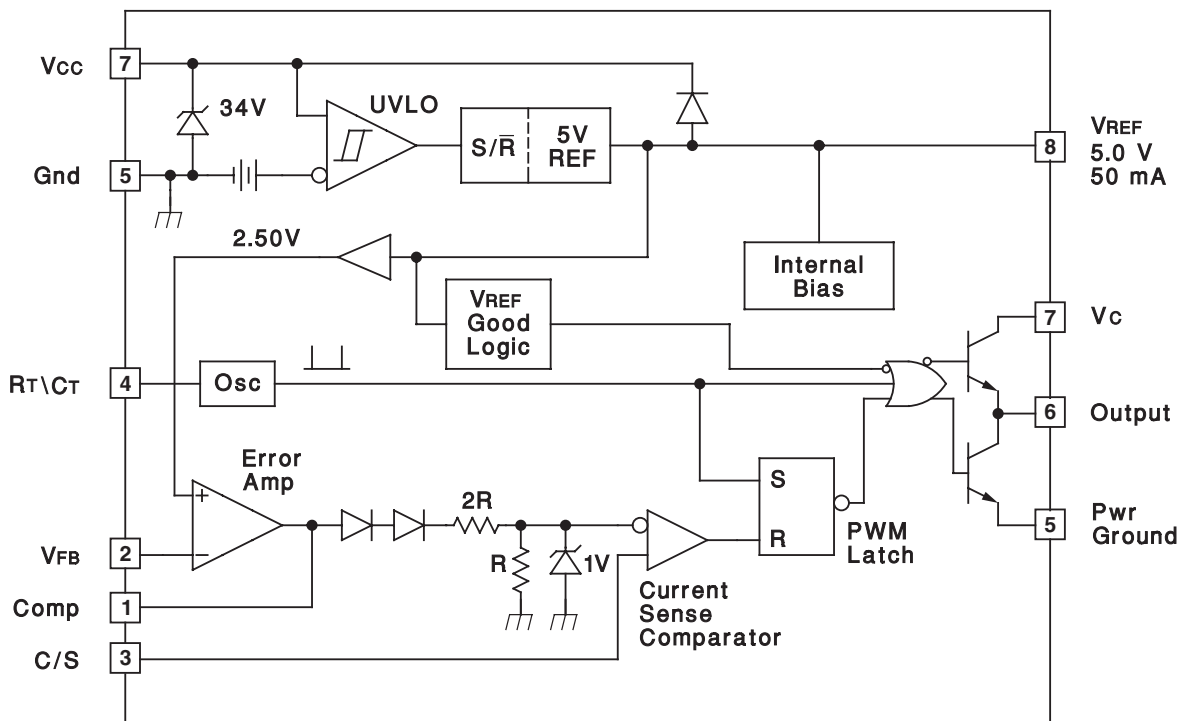 VCC
7
34V
UVLO
S/R̅
5V
REF
8
VREF
5.0 V
50 mA
Gnd
5
2.50V
VREF
Good
Logic
Internal
Bias
7
VC
RT\CT
4
Osc
6
Output
Error
Amp
+
−
2R
R
1V
S
R
PWM
Latch
5
Pwr
Ground
VFB
2
Comp
1
Current
Sense
Comparator
C/S
3